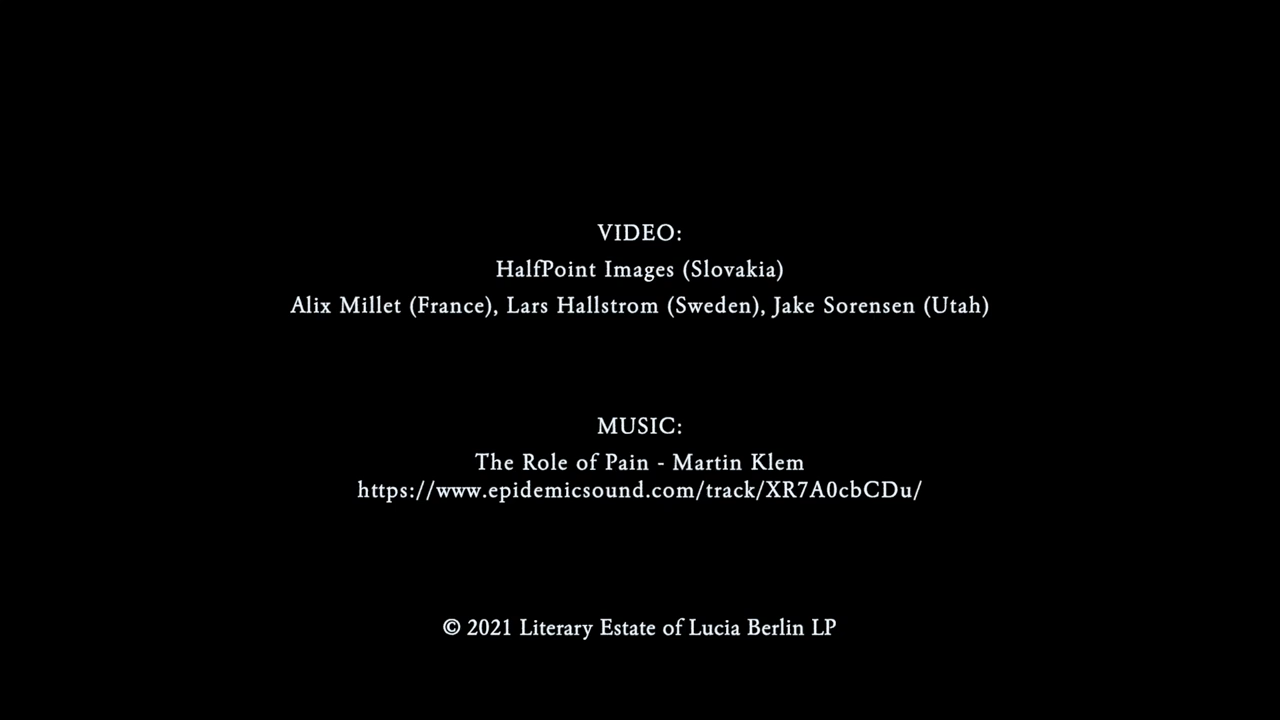 VIDEO:
HalfPoint Images (Slovakia)
Alix Millet (France), Lars Hallstrom (Sweden), Jake Sorensen (Utah)
MUSIC:
The Role of Pain - Martin Klem
https://www.epidemicsound.com/track/XR7A0cbCDu/
© 2021 Literary Estate of Lucia Berlin LP